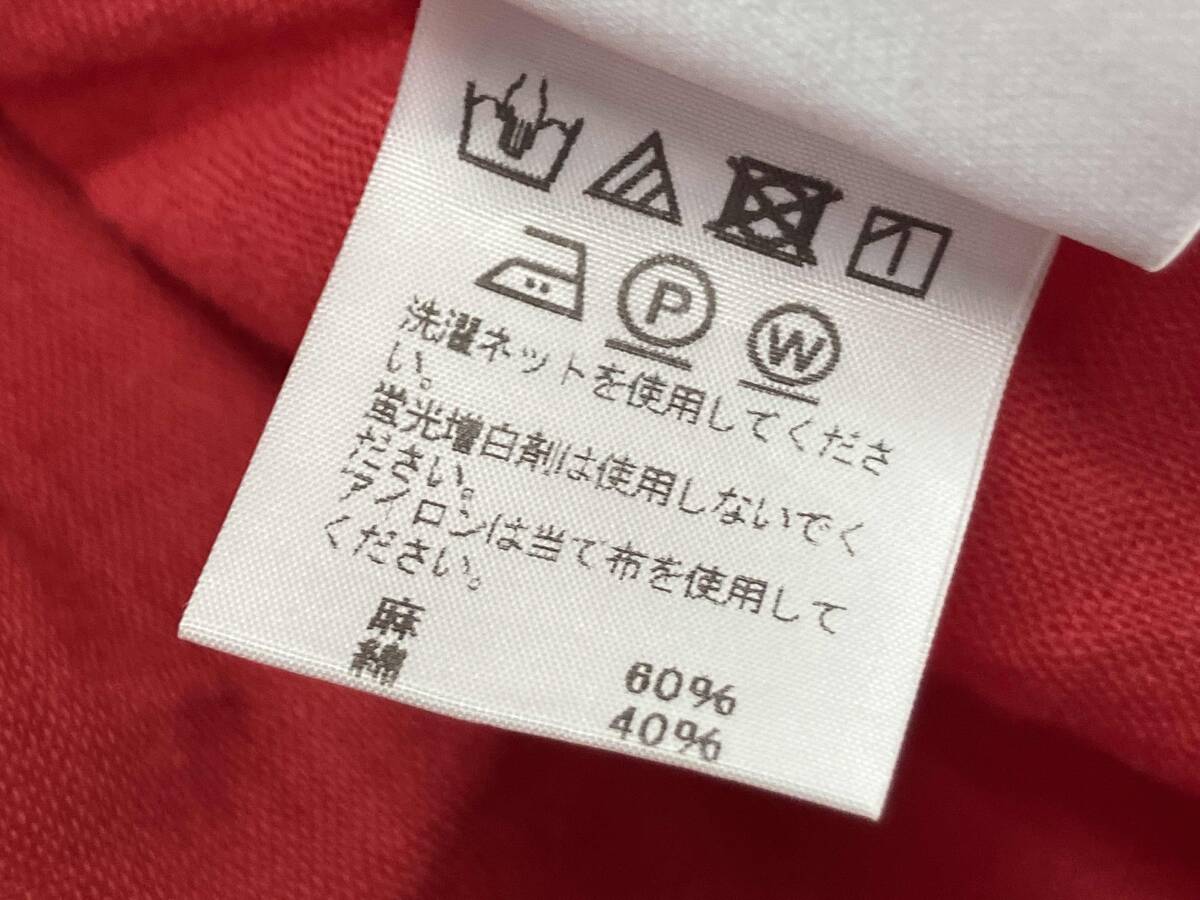 P W
洗濯ネットを使用してくださ
い。
蛍光増白剤は使用しないでく
ださい。
アイロンは当て布を使用して
ください。
麻 60%
綿 40%